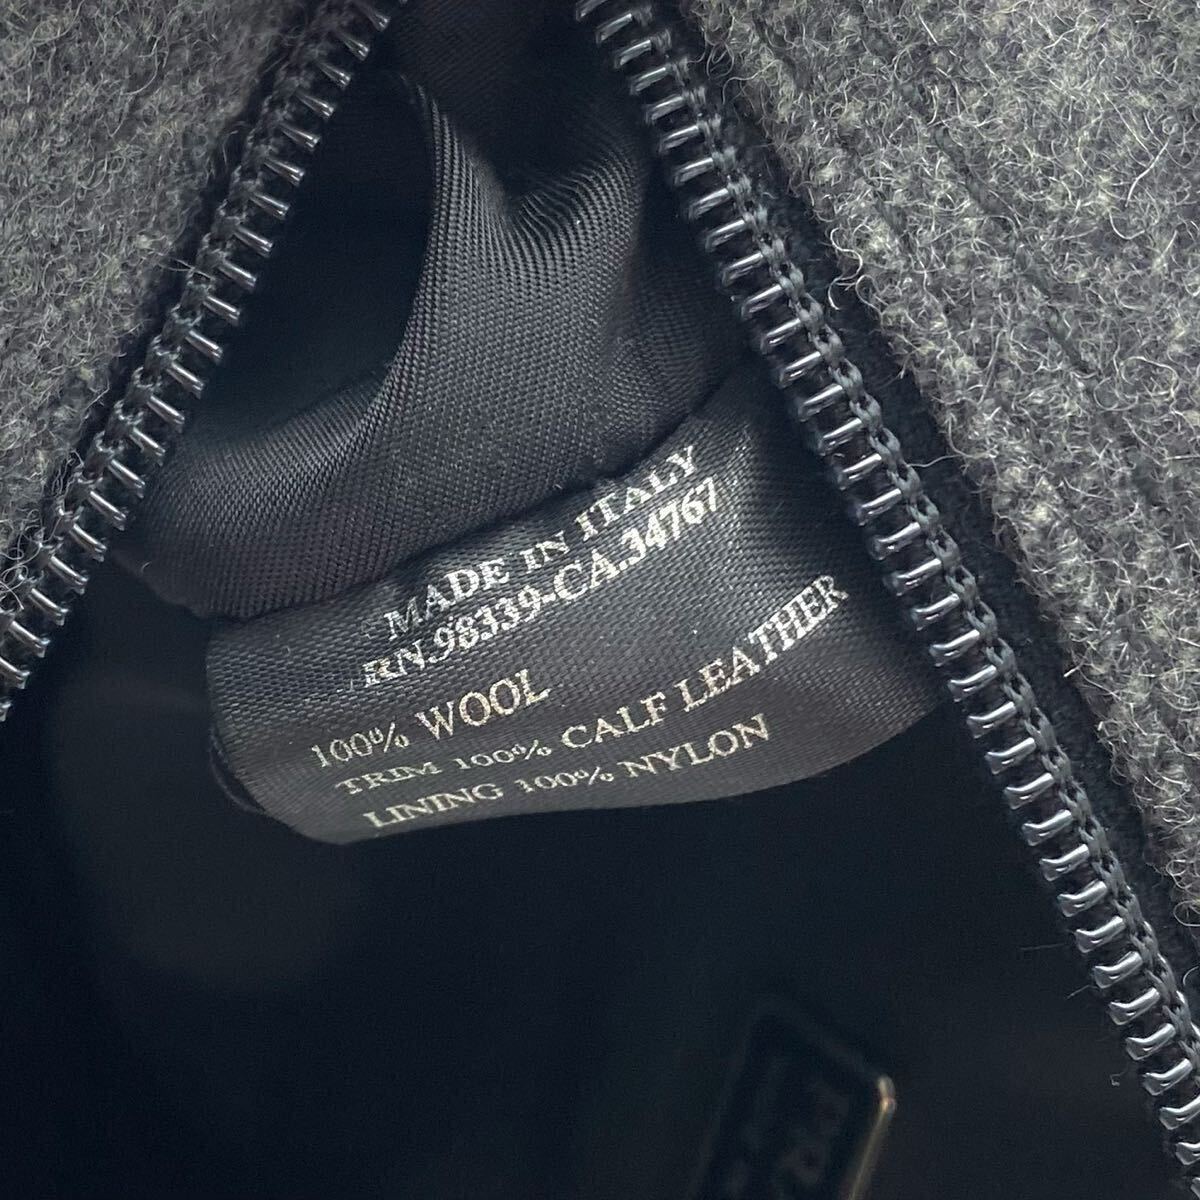 MADE IN ITALY
RN.98339-CA.34767
100% WOOL
TRIM 100% CALF LEATHER
LINING 100% NYLON